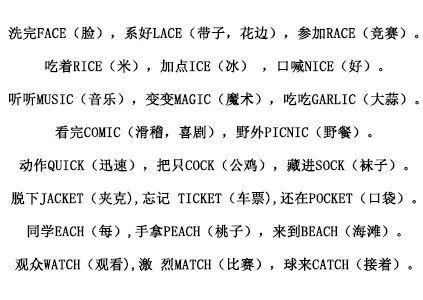 洗完FACE（脸），系好LACE（带子，花边），参加RACE（竞赛）。
吃着RICE（米），加点ICE（冰） ，口喊NICE（好）。
听听MUSIC（音乐），变变MAGIC（魔术），吃吃GARLIC（大蒜）。
看完COMIC（滑稽，喜剧），野外PICNIC（野餐）。
动作QUICK（迅速），把只COCK（公鸡），藏进SOCK（袜子）。
脱下JACKET（夹克),忘记 TICKET（车票),还在POCKET（口袋）。
同学EACH（每）,手拿PEACH（桃子），来到BEACH（海滩）。
观众WATCH（观看),激 烈MATCH（比赛），球来CATCH（接着）。